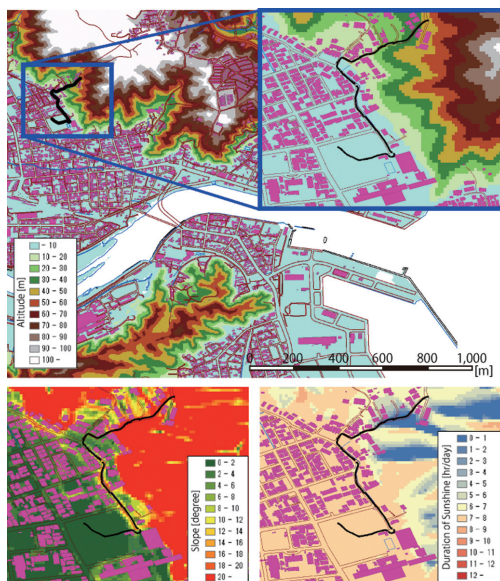 Altitude [m]
- 10
10 - 20
20 - 30
30 - 40
40 - 50
50 - 60
60 - 70
70 - 80
80 - 90
90 - 100
100 -
0 200 400 600 800 1,000
[m]
Slope [degree]
0 - 2
2 - 4
4 - 6
6 - 8
8 - 10
10 - 12
12 - 14
14 - 16
16 - 18
18 - 20
20 -
Duration of Sunshine [hr/day]
0 - 1
1 - 2
2 - 3
3 - 4
4 - 5
5 - 6
6 - 7
7 - 8
8 - 9
9 - 10
10 - 11
11 - 12
12 -